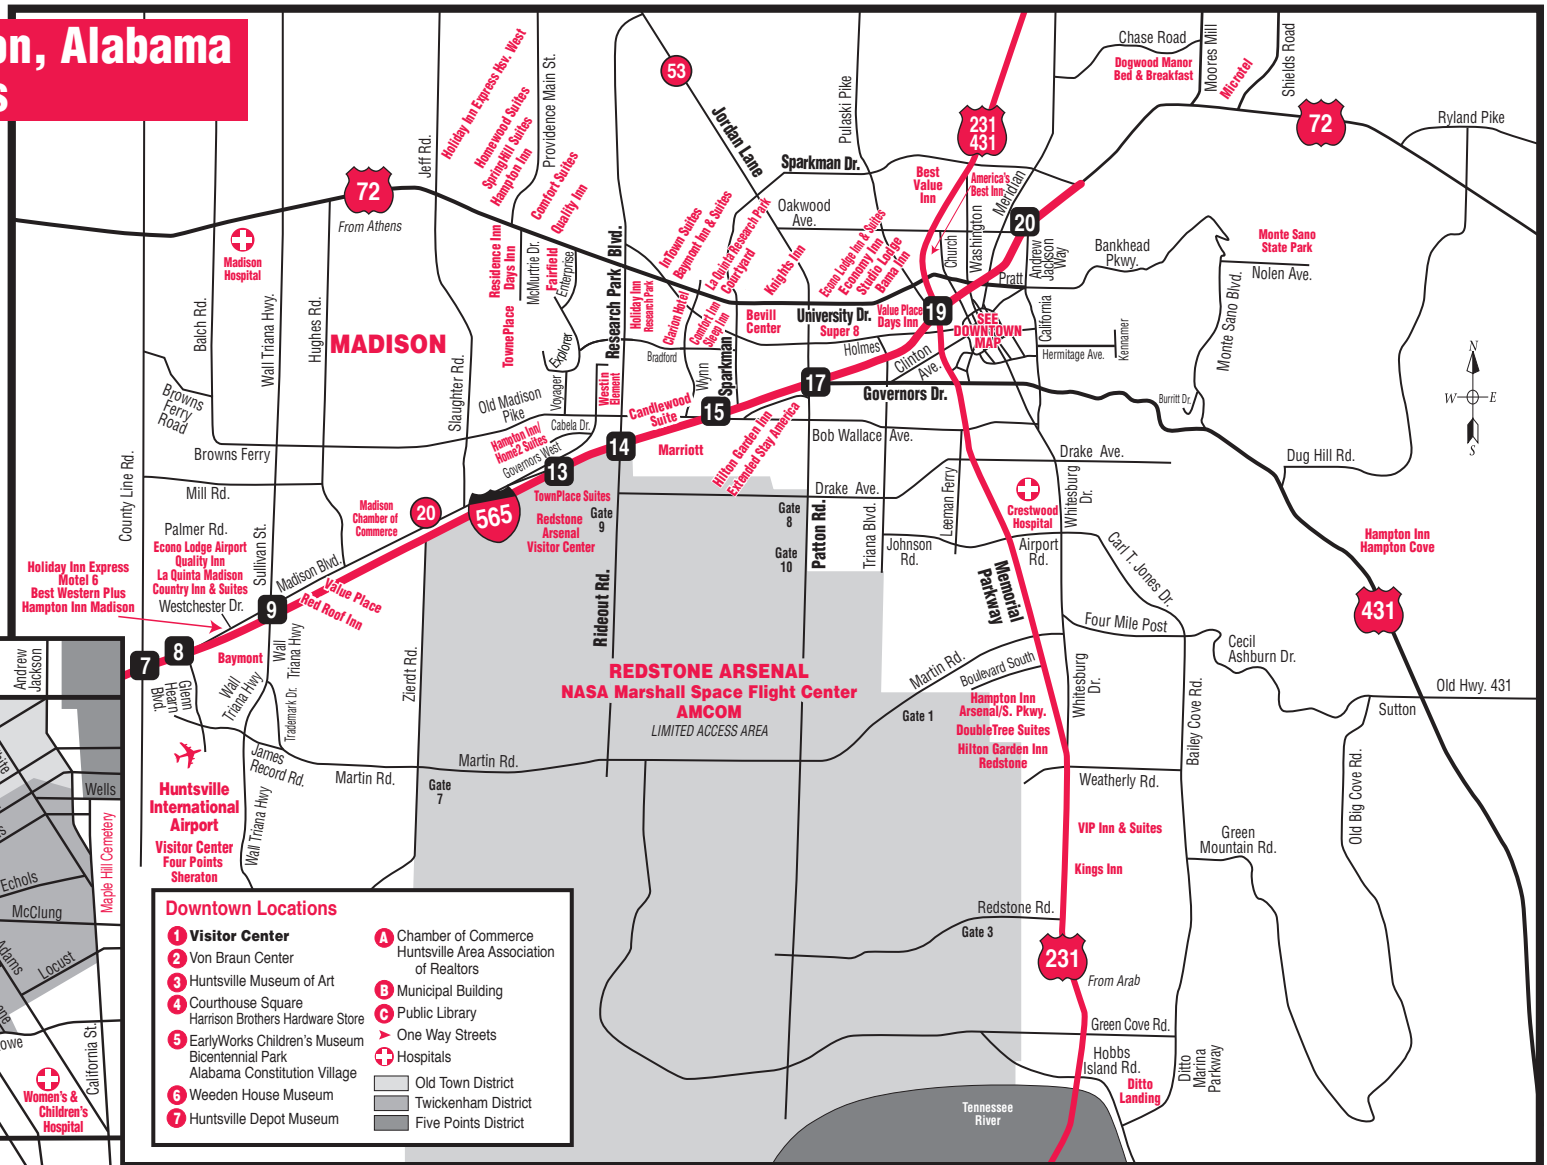 on, Alabama
s
Chase Road
Dogwood Manor
Bed & Breakfast
Moores Mill
Microtel
Shields Road
72
Ryland Pike
53
Jordan Lane
Pulaski Pike
231
431
Holiday Inn Express Hsv. West
Homewood Suites
SpringHill Suites
Hampton Inn
Providence Main St.
Comfort Suites
Quality Inn
Jeff Rd.
72
From Athens
Sparkman Dr.
Best
Value
Inn
America's
Best Inn
Meridian
20
Oakwood
Ave.
Church
Washington
Andrew
Jackson
Way
Bankhead
Pkwy.
Monte Sano
State Park
Nolen Ave.
Monte Sano Blvd.
Madison
Hospital
Residence Inn
Days Inn
McMurtrie Dr.
Fairfield
Enterprise
TownePlace
Research Park Blvd.
InTown Suites
Baymont Inn & Suites
La Quinta Research Park
Courtyard
Knights Inn
Econo Lodge Inn & Suites
Economy Inn
Studio Lodge
Bama Inn
Holiday Inn
Research Park
Clarion Hotel
Comfort Inn
Sleep Inn
Bevill
Center
University Dr.
Super 8
Value Place
Days Inn
19
Pratt
SEE
DOWNTOWN
MAP
California
Hermitage Ave.
Kennamer
Balch Rd.
Wall Triana Hwy.
Hughes Rd.
MADISON
Slaughter Rd.
Explorer
Voyager
Bradford
Wynn
Sparkman
Holmes
Clinton
Ave.
17
Governors Dr.
Burritt Dr.
N
W
E
S
Browns
Ferry
Road
Old Madison
Pike
Westin
Element
Candlewood
Suite
15
Cabela Dr.
Hampton Inn/
Home2 Suites
Governors West
14
Marriott
Hilton Garden Inn
Extended Stay America
Bob Wallace Ave.
Browns Ferry
13
Drake Ave.
Dug Hill Rd.
County Line Rd.
Mill Rd.
Madison
Chamber of
Commerce
20
565
TownPlace Suites
Redstone
Arsenal
Visitor Center
Gate
9
Drake Ave.
Gate
8
Gate
10
Patton Rd.
Triana Blvd.
Leeman Ferry
Johnson
Rd.
Crestwood
Hospital
Whitesburg
Dr.
Airport
Rd.
Carl T. Jones Dr.
Hampton Inn
Hampton Cove
431
Palmer Rd.
Econo Lodge Airport
Quality Inn
La Quinta Madison
Country Inn & Suites
Westchester Dr.
Sullivan St.
Madison Blvd.
Holiday Inn Express
Motel 6
Best Western Plus
Hampton Inn Madison
9
Value Place
Red Roof Inn
Rideout Rd.
Memorial
Parkway
Four Mile Post
Cecil
Ashburn Dr.
7
8
Baymont
Wall
Triana Hwy
Wall
Triana Hwy
Glenn
Hearn
Blvd.
Trademark Dr.
Zierdt Rd.
REDSTONE ARSENAL
NASA Marshall Space Flight Center
AMCOM
LIMITED ACCESS AREA
Martin Rd.
Boulevard South
Gate 1
Hampton Inn
Arsenal/S. Pkwy.
DoubleTree Suites
Hilton Garden Inn
Redstone
Whitesburg
Dr.
Bailey Cove Rd.
Old Hwy. 431
Sutton
Andrew
Jackson
James
Record Rd.
Martin Rd.
Martin Rd.
Gate
7
Weatherly Rd.
Huntsville
International
Airport
Visitor Center
Four Points
Sheraton
Wall Triana Hwy
VIP Inn & Suites
Kings Inn
Green
Mountain Rd.
Old Big Cove Rd.
Wells
Maple Hill Cemetery
Echols
McClung
Adams
Locust
owe
California St.
Women's &
Children's
Hospital
Downtown Locations
1 Visitor Center
2 Von Braun Center
3 Huntsville Museum of Art
4 Courthouse Square
Harrison Brothers Hardware Store
5 EarlyWorks Children's Museum
Bicentennial Park
Alabama Constitution Village
6 Weeden House Museum
7 Huntsville Depot Museum
A Chamber of Commerce
Huntsville Area Association
of Realtors
B Municipal Building
C Public Library
One Way Streets
Hospitals
Old Town District
Twickenham District
Five Points District
Redstone Rd.
Gate 3
231
From Arab
Green Cove Rd.
Hobbs
Island Rd.
Ditto
Landing
Ditto
Marina
Parkway
Tennessee
River